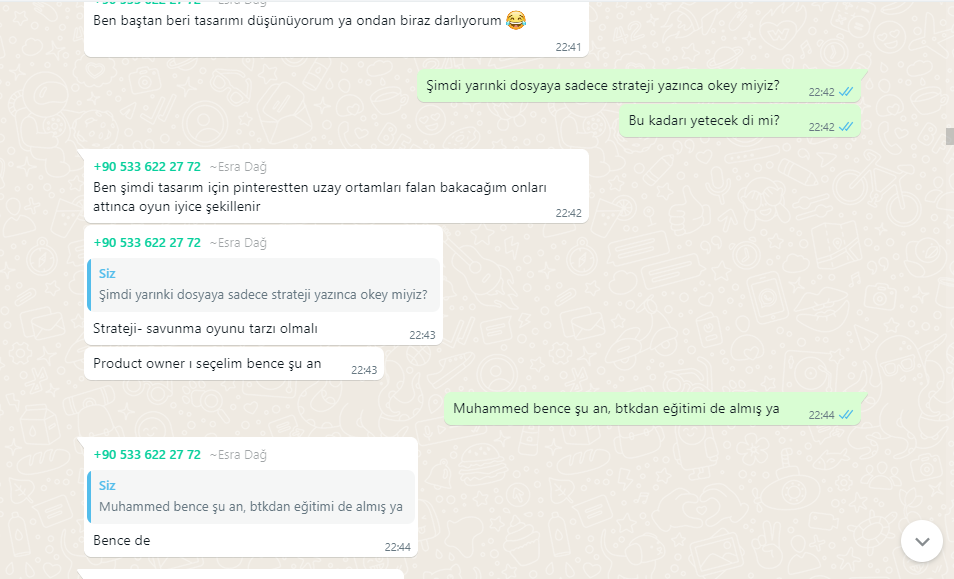 Ben baştan beri tasarımı düşünüyorum ya ondan biraz darlıyorum 😂
22:41
Şimdi yarınki dosyaya sadece strateji yazınca okey miyiz?
22:42
Bu kadarı yetecek di mi?
22:42
+90 533 622 27 72 ~Esra Dağ
Ben şimdi tasarım için pinterestten uzay ortamları falan bakacağım onları
attınca oyun iyice şekillenir
22:42
+90 533 622 27 72 ~Esra Dağ
Siz
Şimdi yarınki dosyaya sadece strateji yazınca okey miyiz?
Strateji- savunma oyunu tarzı olmalı
22:43
Product owner ı seçelim bence şu an
22:43
Muhammed bence şu an, btkdan eğitimi de almış ya
22:44
+90 533 622 27 72 ~Esra Dağ
Siz
Muhammed bence şu an, btkdan eğitimi de almış ya
Bence de
22:44